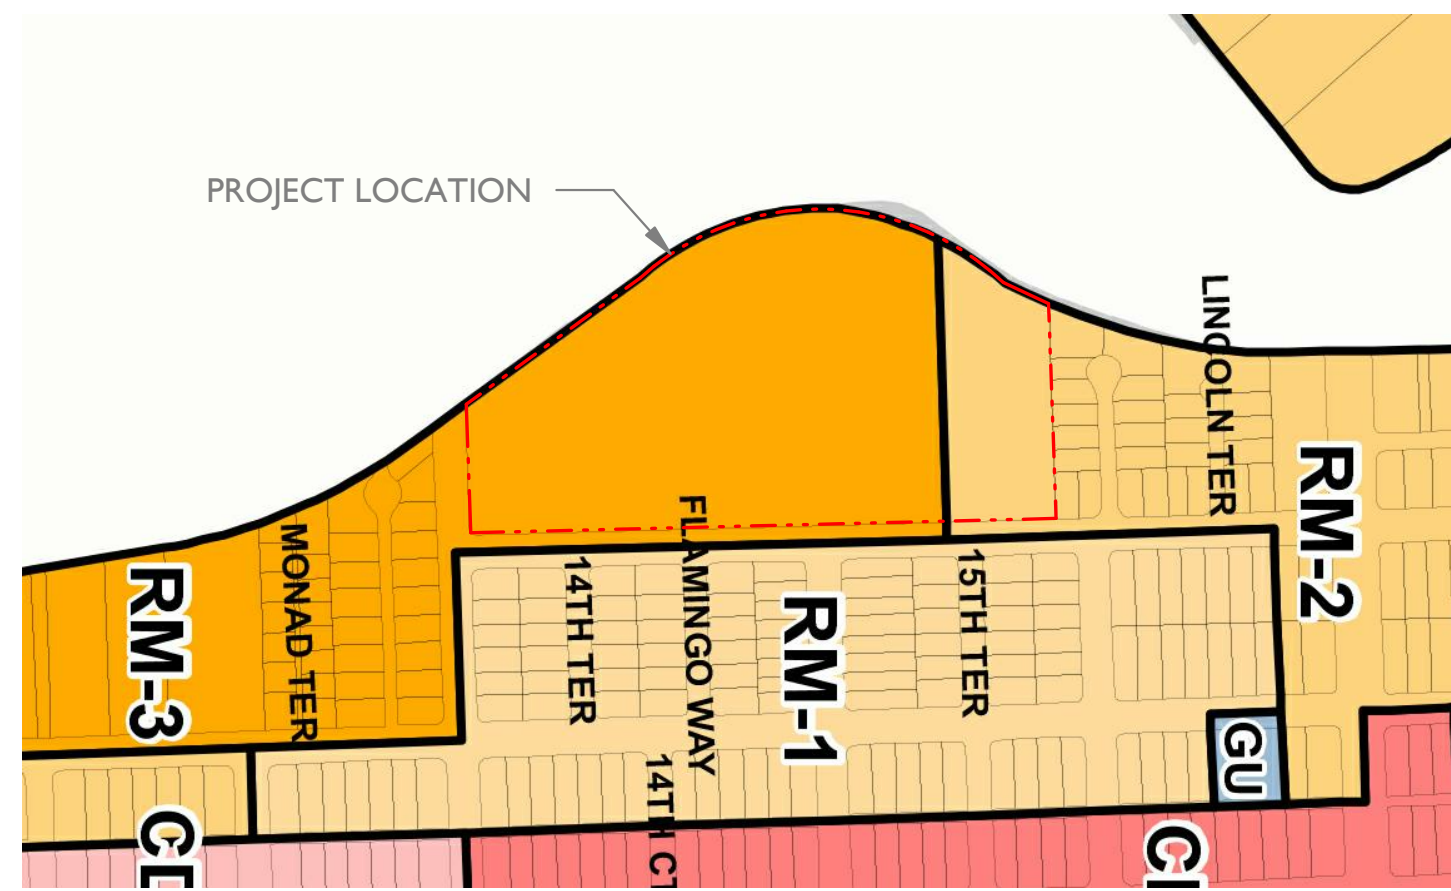 PROJECT LOCATION
LINCOLN TER
RM-2
FLAMINGO WAY
MONAD TER
14TH TER
15TH TER
RM-3
RM-1
GU
14TH CT